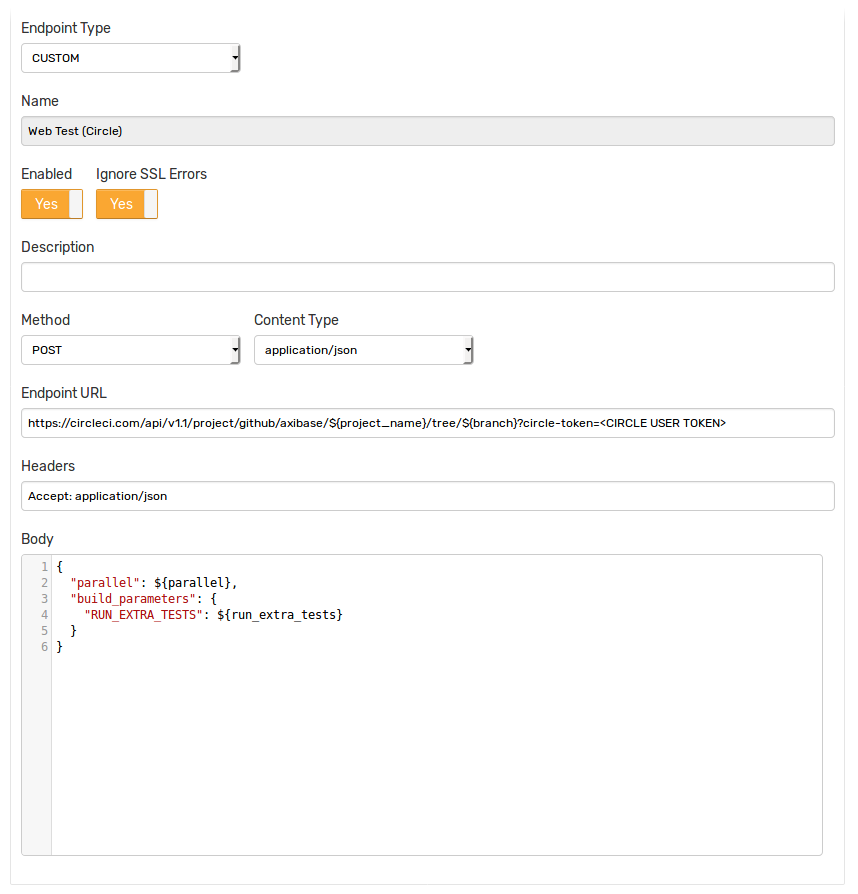 Endpoint Type
CUSTOM
Name
Web Test (Circle)
Enabled Ignore SSL Errors
Yes Yes
Description
Method Content Type
POST application/json
Endpoint URL
https://circleci.com/api/v1.1/project/github/axibase/${project_name}/tree/${branch}?circle-token=<CIRCLE USER TOKEN>
Headers
Accept: application/json
Body
1 {
2   "parallel": ${parallel},
3   "build_parameters": {
4     "RUN_EXTRA_TESTS": ${run_extra_tests}
5   }
6 }